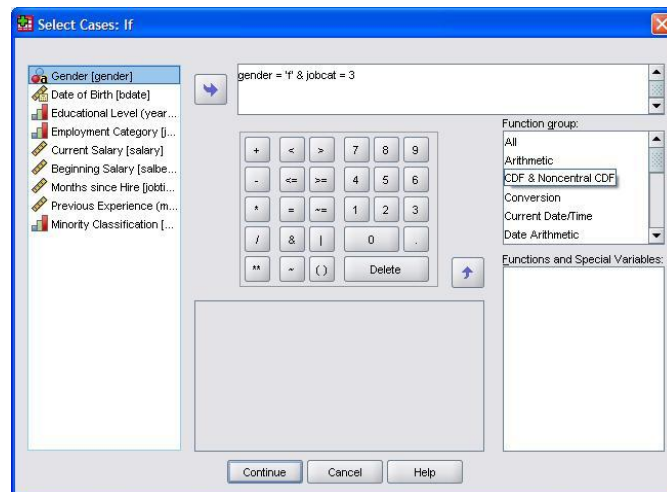 Select Cases: If
Gender [gender]
Date of Birth [bdate]
Educational Level (year...
Employment Category [j...
Current Salary [salary]
Beginning Salary [salbe...
Months since Hire [jobti...
Previous Experience (m...
Minority Classification [...
gender = 'f' & jobcat = 3
+ < > 7 8 9
- <= >= 4 5 6
* = ~= 1 2 3
/ & | 0 .
** ~ ( ) Delete
Function group:
All
Arithmetic
CDF & Noncentral CDF
Conversion
Current Date/Time
Date Arithmetic
Functions and Special Variables:
Continue Cancel Help